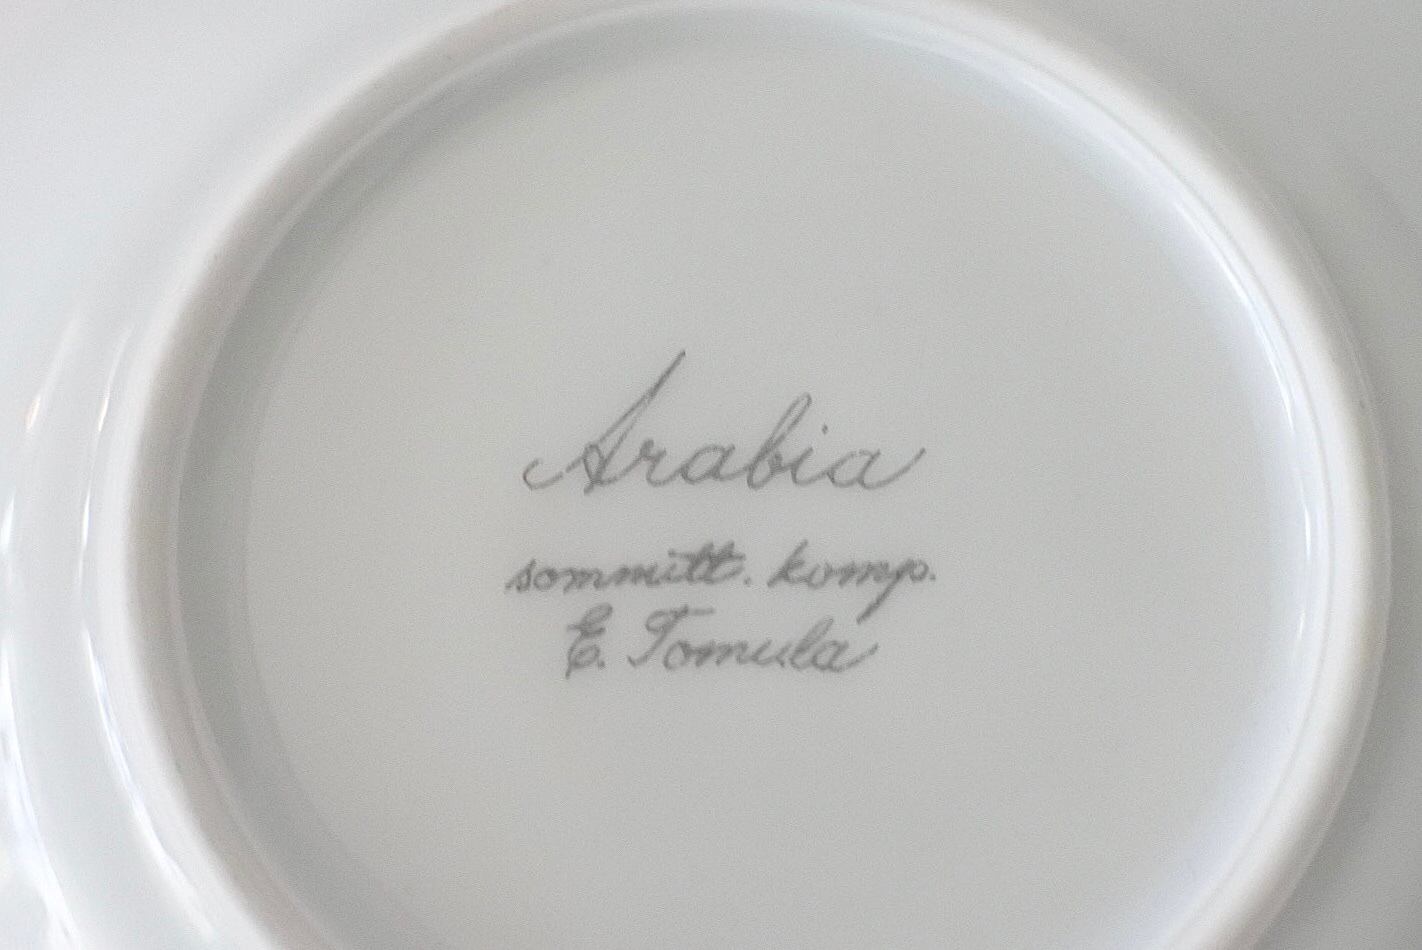 Arabia
sommitt. komp.
E. Tomula